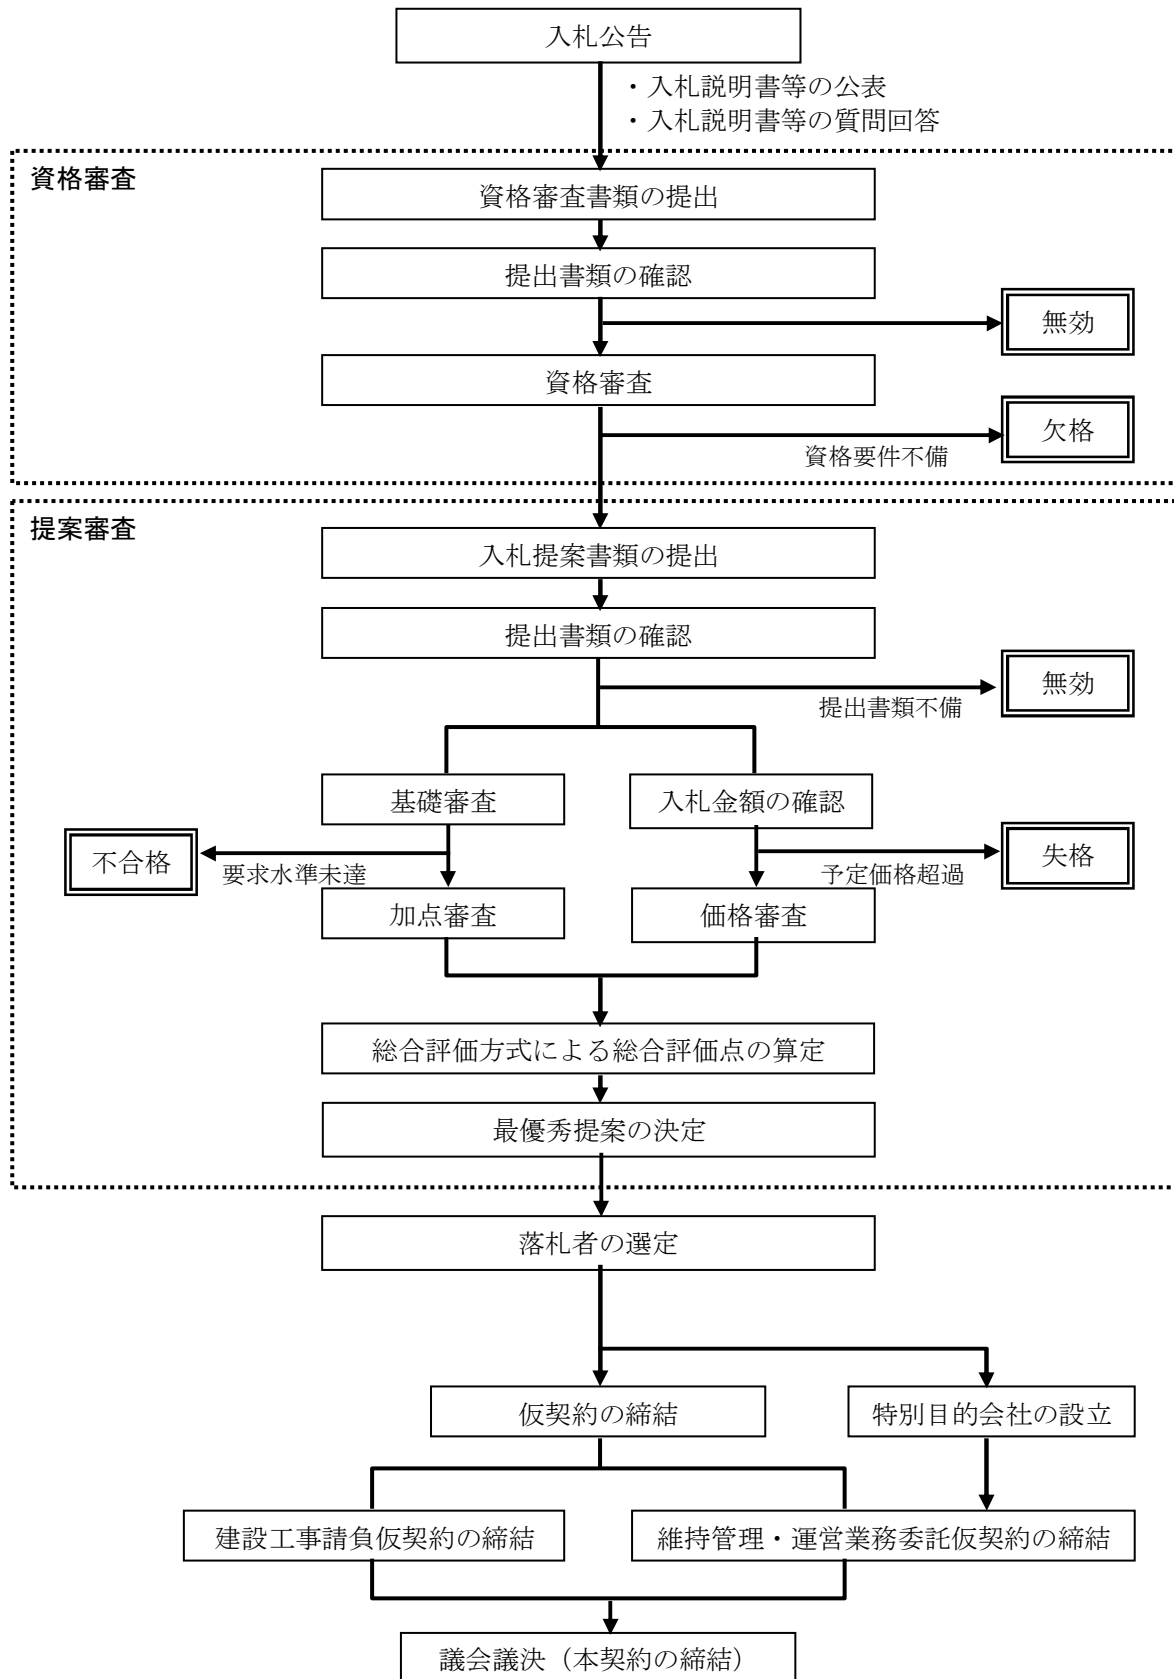 入札公告
・入札説明書等の公表
・入札説明書等の質問回答
資格審査
資格審査書類の提出
提出書類の確認
無効
資格審査
欠格
資格要件不備
提案審査
入札提案書類の提出
提出書類の確認
無効
提出書類不備
基礎審査
入札金額の確認
不合格
要求水準未達
予定価格超過
失格
加点審査
価格審査
総合評価方式による総合評価点の算定
最優秀提案の決定
落札者の選定
仮契約の締結
特別目的会社の設立
建設工事請負仮契約の締結
維持管理・運営業務委託仮契約の締結
議会議決（本契約の締結）